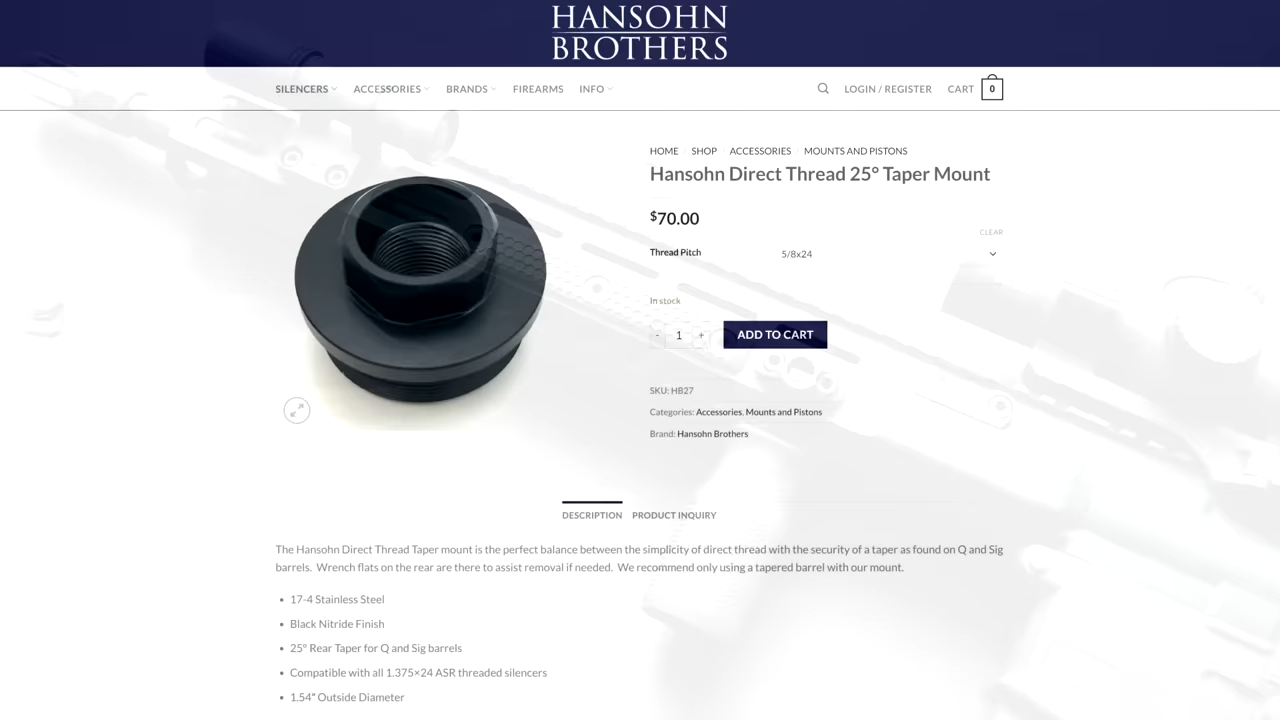 HANSOHN
BROTHERS
SILENCERS ACCESSORIES BRANDS FIREARMS INFO LOGIN / REGISTER CART 0
HOME / SHOP / ACCESSORIES / MOUNTS AND PISTONS
Hansohn Direct Thread 25° Taper Mount
$70.00
CLEAR
Thread Pitch 5/8x24
In stock
- 1 + ADD TO CART
SKU: HB27
Categories: Accessories, Mounts and Pistons
Brand: Hansohn Brothers
DESCRIPTION PRODUCT INQUIRY
The Hansohn Direct Thread Taper mount is the perfect balance between the simplicity of direct thread with the security of a taper as found on Q and Sig
barrels. Wrench flats on the rear are there to assist removal if needed. We recommend only using a tapered barrel with our mount.
• 17-4 Stainless Steel
• Black Nitride Finish
• 25° Rear Taper for Q and Sig barrels
• Compatible with all 1.375×24 ASR threaded silencers
• 1.54″ Outside Diameter